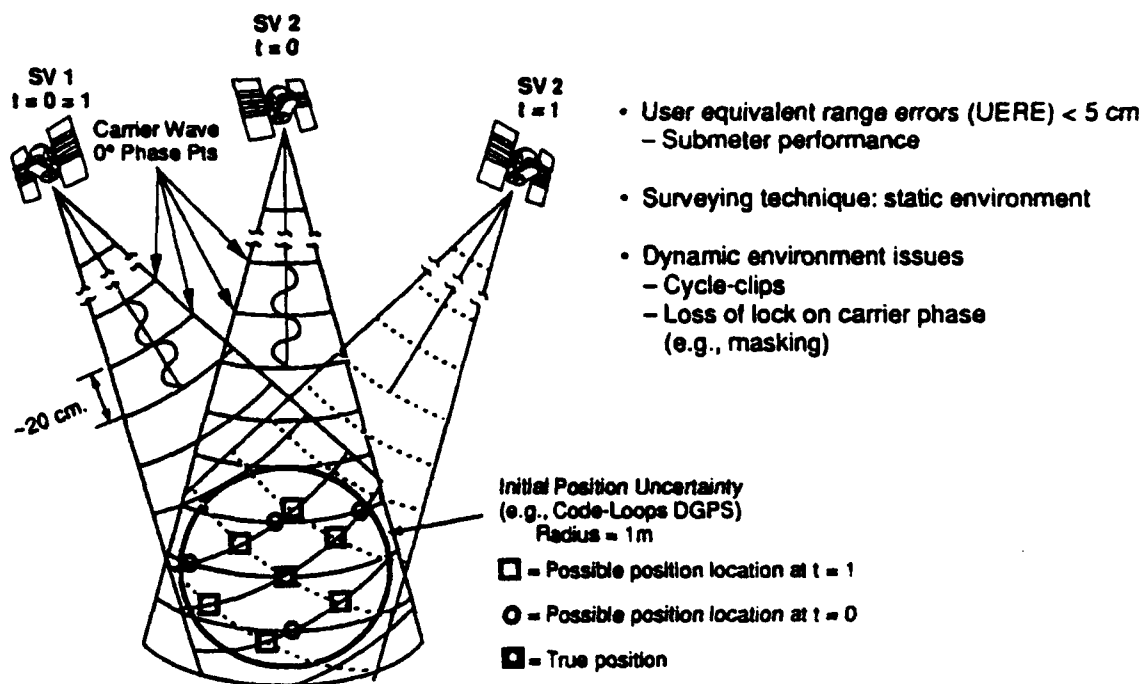 SV 2
t = 0
SV 1
t = 0 = 1
SV 2
t = 1
Carrier Wave
0° Phase Pts
~20 cm.
• User equivalent range errors (UERE) < 5 cm
– Submeter performance
• Surveying technique: static environment
• Dynamic environment issues
– Cycle-clips
– Loss of lock on carrier phase
(e.g., masking)
Initial Position Uncertainty
(e.g., Code-Loops DGPS)
Radius = 1m
= Possible position location at t = 1
= Possible position location at t = 0
= True position